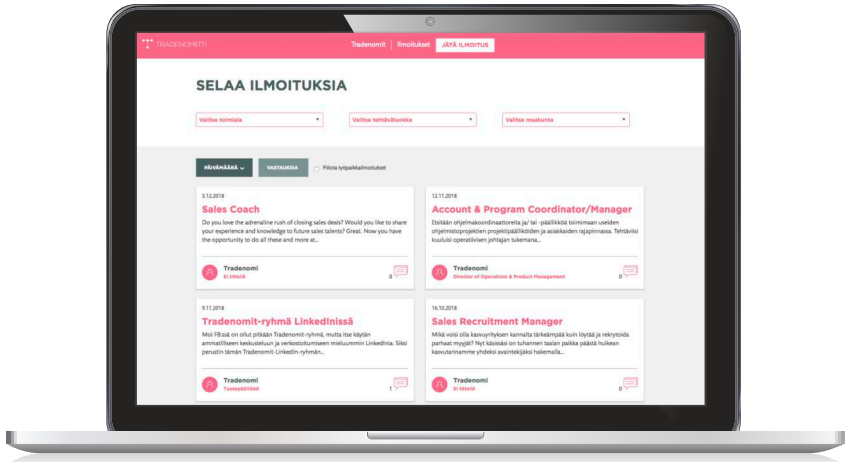 TRADENOMIITTI
Tradenomit Ilmoitukset JÄTÄ ILMOITUS
SELAA ILMOITUKSIA
Valitse toimiala Valitse tehtäväluokka Valitse maakunta
PÄIVÄMÄÄRÄ VASTAUKSIA Piilota työpaikkailmoitukset
3.12.2018
Sales Coach
Do you love the adrenaline rush of closing sales deals? Would you like to share
your experience and knowledge to future sales talents? Great. Now you have
the opportunity to do all these and more at...
Tradenomi
Ei titteliä
0
12.11.2018
Account & Program Coordinator/Manager
Etsitään ohjelmakoordinaattoreita ja/ tai -päällikköä toimimaan useiden
ohjelmistoprojektien projektipäälliköiden ja asiakkaiden rajapinnassa. Tehtäviisi
kuuluisi operatiivisen johtajan tukemana...
Tradenomi
Director of Operations & Product Management
0
9.11.2018
Tradenomit-ryhmä LinkedInissä
Moi FB:ssä on ollut pitkään Tradenomit-ryhmä, mutta itse käytän
ammatilliseen keskusteluun ja verkostoitumiseen mieluummin LinkedInia. Siksi
perustin tämän Tradenomit-LinkedIn-ryhmän...
Tradenomi
Tuotepäällikkö
1
16.10.2018
Sales Recruitment Manager
Mikä voisi olla kasvuyrityksen kannalta tärkeämpää kuin löytää ja rekrytoida
parhaat myyjät? Nyt käsissäsi on tuhannen taalan paikka päästä huikean
kasvutarinamme yhdeksi avaintekijäksi hakemalla...
Tradenomi
Ei titteliä
0